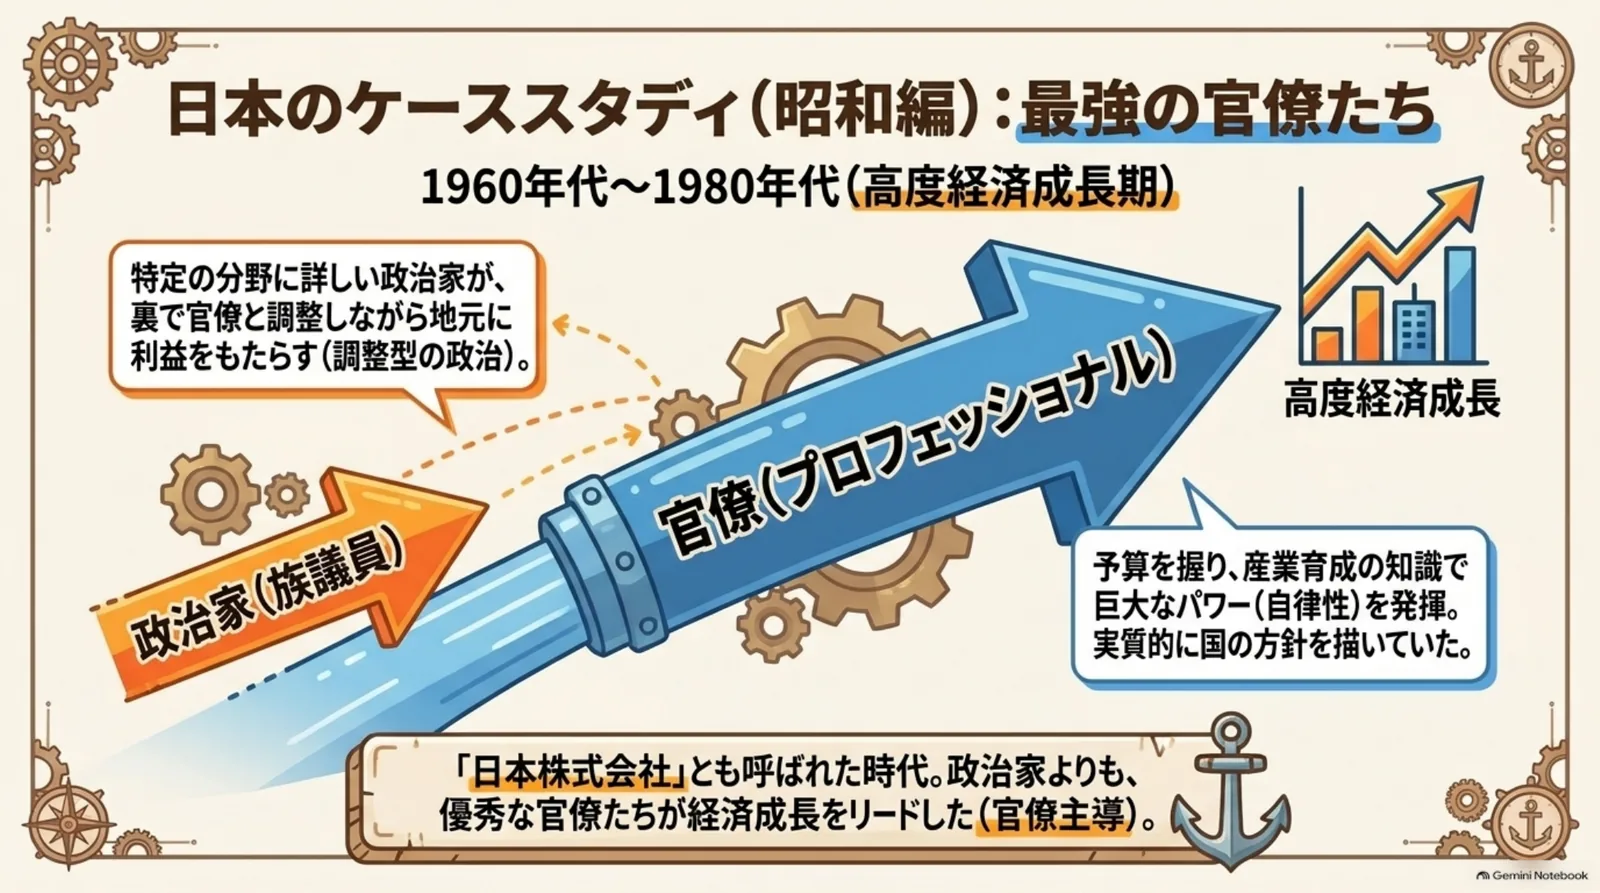 日本のケーススタディ（昭和編）：最強の官僚たち
1960年代～1980年代（高度経済成長期）
特定の分野に詳しい政治家が、
裏で官僚と調整しながら地元に
利益をもたらす（調整型の政治）。
高度経済成長
官僚（プロフェッショナル）
政治家（族議員）
予算を握り、産業育成の知識で
巨大なパワー（自律性）を発揮。
実質的に国の方針を描いていた。
「日本株式会社」とも呼ばれた時代。政治家よりも、
優秀な官僚たちが経済成長をリードした（官僚主導）。
Gemini Notebook